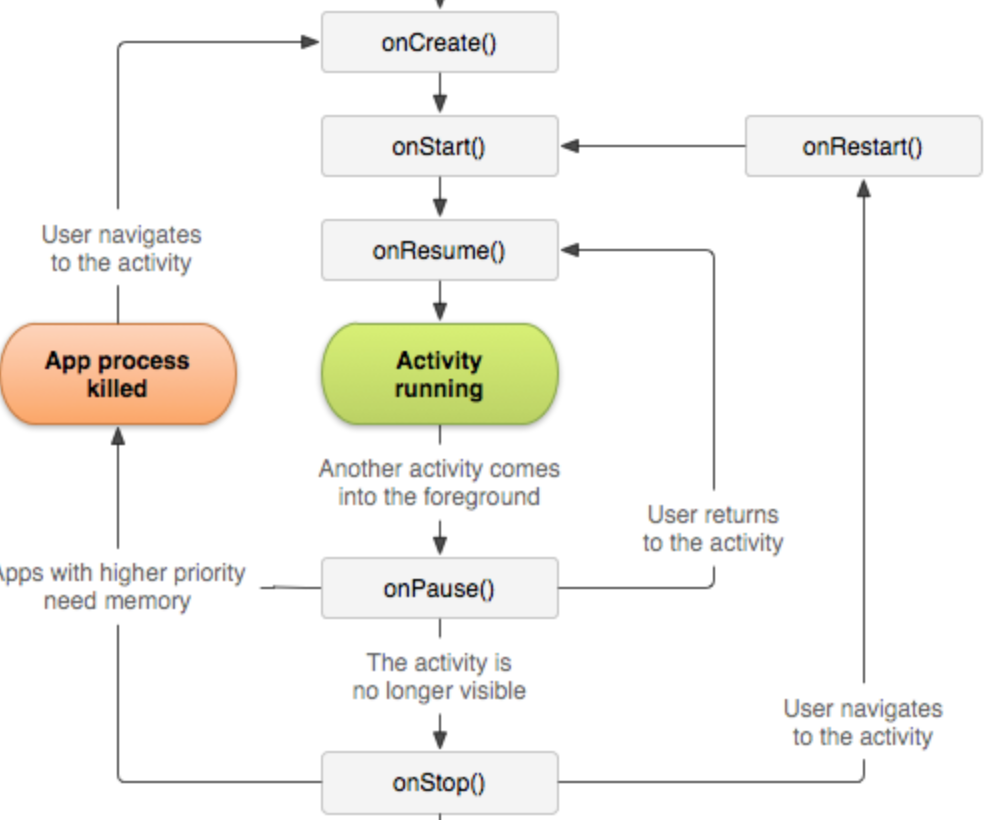 onCreate()
onStart()
onRestart()
User navigates
to the activity
onResume()
App process
killed
Activity
running
Another activity comes
into the foreground
User returns
to the activity
Apps with higher priority
need memory
onPause()
The activity is
no longer visible
User navigates
to the activity
onStop()